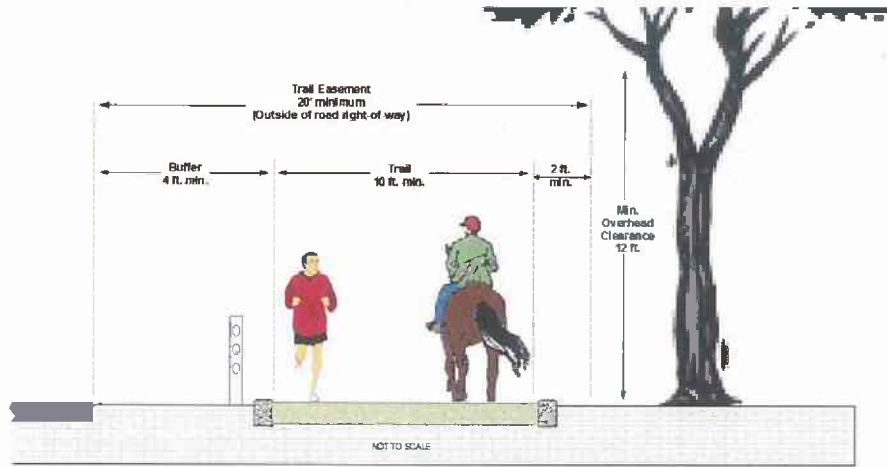 Trail Easement
20' minimum
(Outside of road right-of way)
Buffer
4 ft. min.
Trail
10 ft. min.
2 ft.
min.
Min.
Overhead
Clearance
12 ft.
NOT TO SCALE